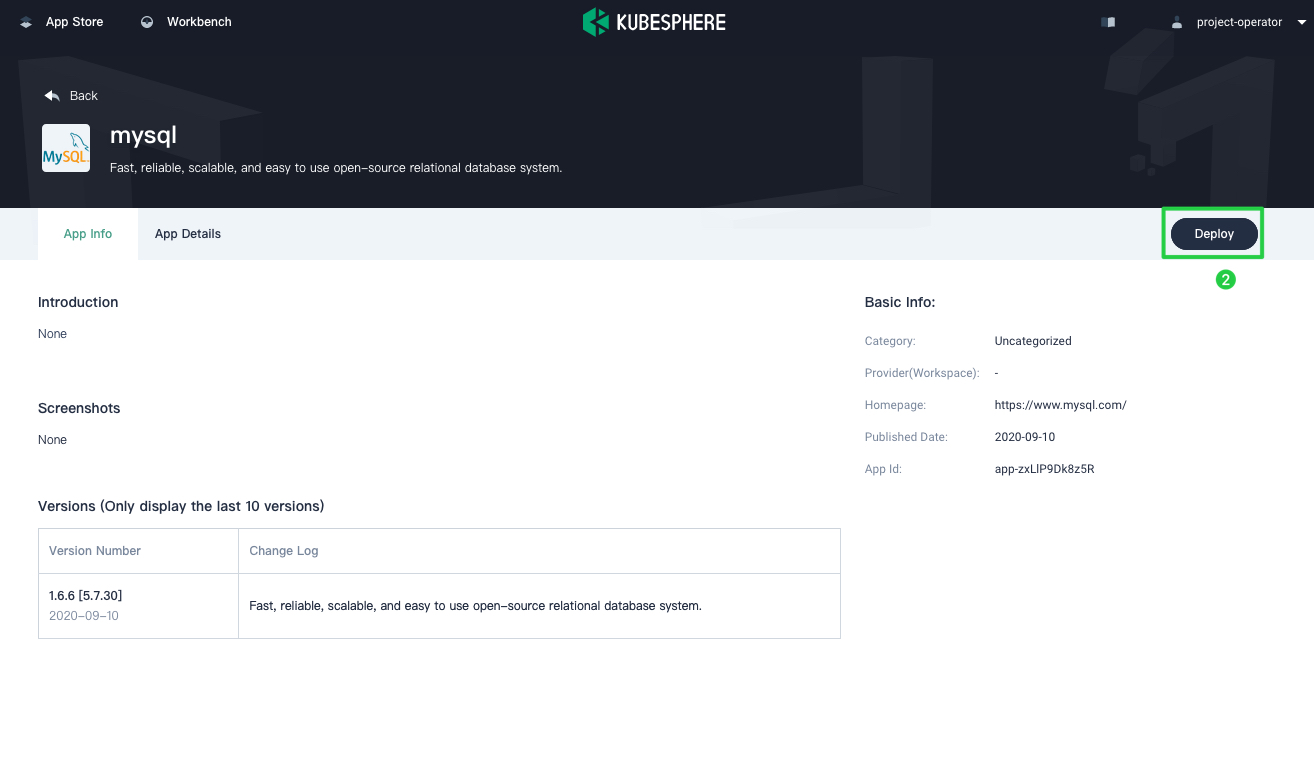 App Store
Workbench
KUBESPHERE
project-operator
Back
MySQL
mysql
Fast, reliable, scalable, and easy to use open-source relational database system.
App Info
App Details
Deploy
2
Introduction
None
Screenshots
None
Versions (Only display the last 10 versions)
Version Number
Change Log
1.6.6 [5.7.30]
2020-09-10
Fast, reliable, scalable, and easy to use open-source relational database system.
Basic Info:
Category: Uncategorized
Provider(Workspace): -
Homepage: https://www.mysql.com/
Published Date: 2020-09-10
App Id: app-zxLlP9Dk8z5R